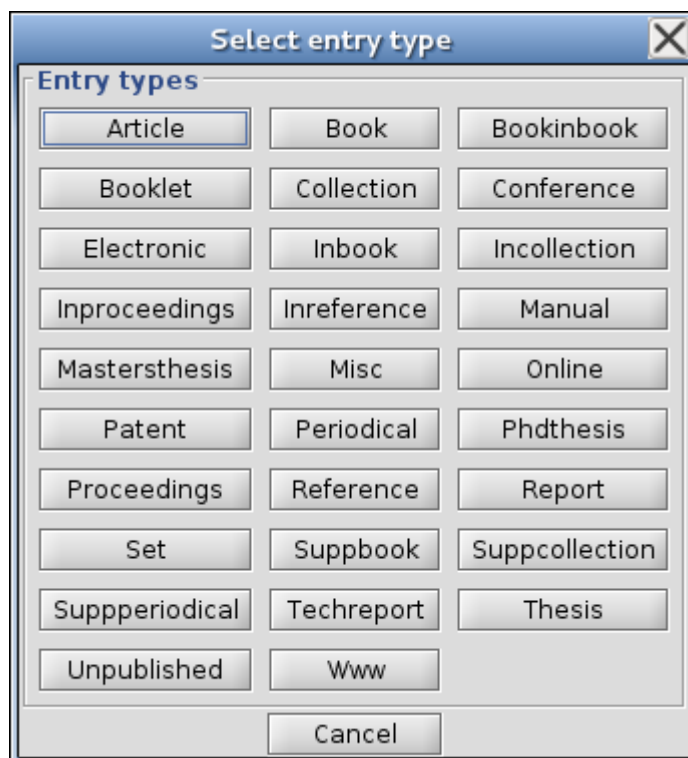 Select entry type
Entry types
Article Book Bookinbook
Booklet Collection Conference
Electronic Inbook Incollection
Inproceedings Inreference Manual
Mastersthesis Misc Online
Patent Periodical Phdthesis
Proceedings Reference Report
Set Suppbook Suppcollection
Suppperiodical Techreport Thesis
Unpublished Www
Cancel